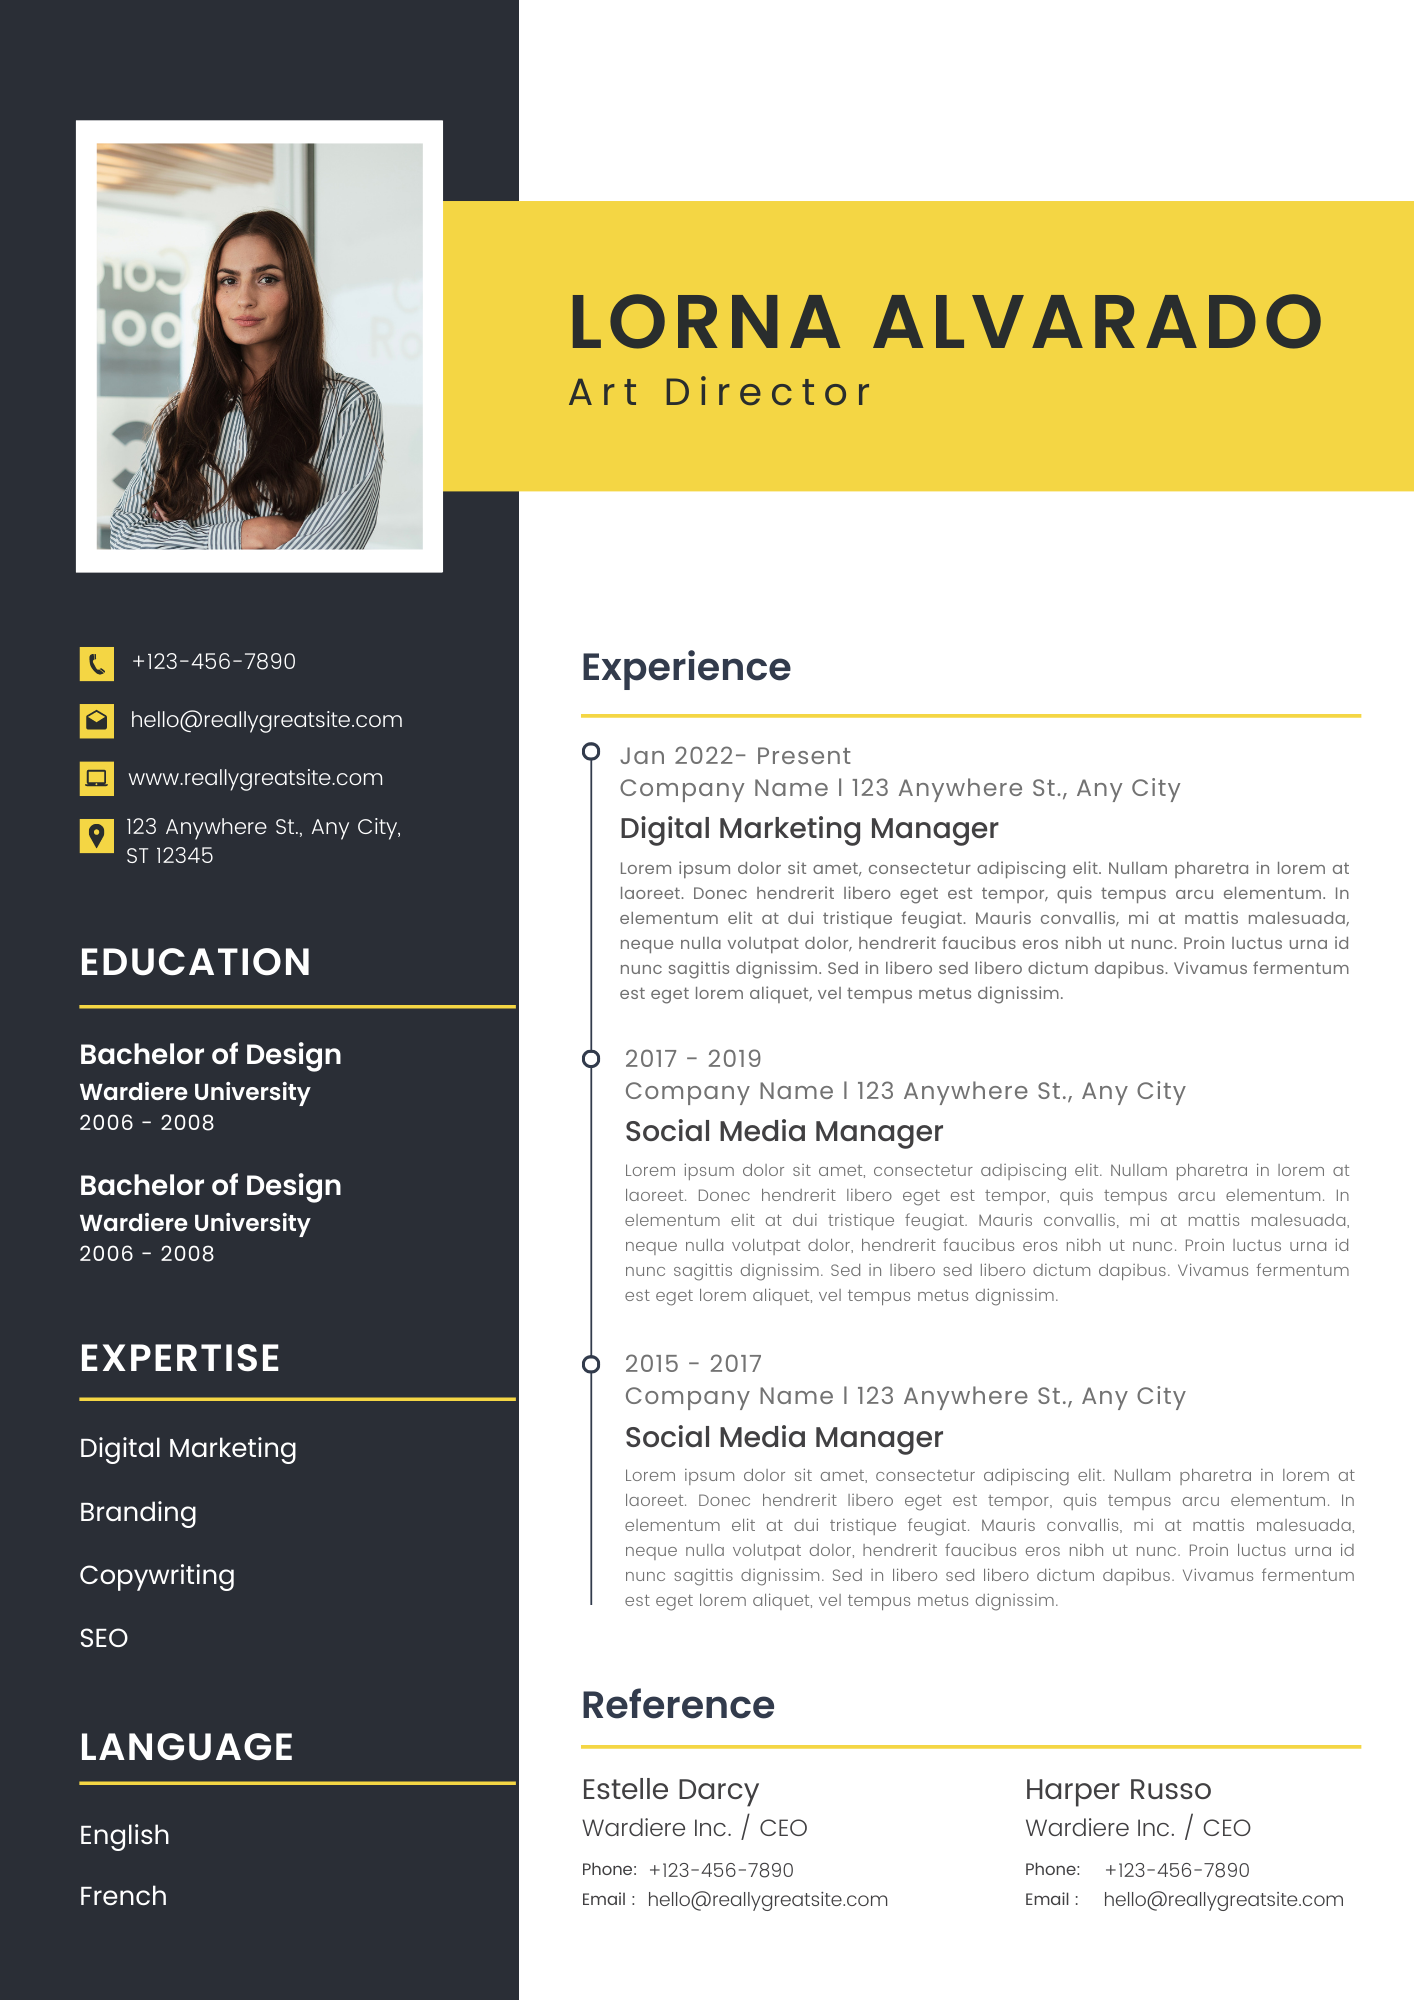 LORNA ALVARADO
Art Director
+123-456-7890
hello@reallygreatsite.com
www.reallygreatsite.com
123 Anywhere St., Any City,
ST 12345
EDUCATION
Bachelor of Design
Wardiere University
2006 - 2008
Bachelor of Design
Wardiere University
2006 - 2008
EXPERTISE
Digital Marketing
Branding
Copywriting
SEO
LANGUAGE
English
French
Experience
Jan 2022- Present
Company Name l 123 Anywhere St., Any City
Digital Marketing Manager
Lorem ipsum dolor sit amet, consectetur adipiscing elit. Nullam pharetra in lorem at
laoreet. Donec hendrerit libero eget est tempor, quis tempus arcu elementum. In
elementum elit at dui tristique feugiat. Mauris convallis, mi at mattis malesuada,
neque nulla volutpat dolor, hendrerit faucibus eros nibh ut nunc. Proin luctus urna id
nunc sagittis dignissim. Sed in libero sed libero dictum dapibus. Vivamus fermentum
est eget lorem aliquet, vel tempus metus dignissim.
2017 - 2019
Company Name l 123 Anywhere St., Any City
Social Media Manager
Lorem ipsum dolor sit amet, consectetur adipiscing elit. Nullam pharetra in lorem at
laoreet. Donec hendrerit libero eget est tempor, quis tempus arcu elementum. In
elementum elit at dui tristique feugiat. Mauris convallis, mi at mattis malesuada,
neque nulla volutpat dolor, hendrerit faucibus eros nibh ut nunc. Proin luctus urna id
nunc sagittis dignissim. Sed in libero sed libero dictum dapibus. Vivamus fermentum
est eget lorem aliquet, vel tempus metus dignissim.
2015 - 2017
Company Name l 123 Anywhere St., Any City
Social Media Manager
Lorem ipsum dolor sit amet, consectetur adipiscing elit. Nullam pharetra in lorem at
laoreet. Donec hendrerit libero eget est tempor, quis tempus arcu elementum. In
elementum elit at dui tristique feugiat. Mauris convallis, mi at mattis malesuada,
neque nulla volutpat dolor, hendrerit faucibus eros nibh ut nunc. Proin luctus urna id
nunc sagittis dignissim. Sed in libero sed libero dictum dapibus. Vivamus fermentum
est eget lorem aliquet, vel tempus metus dignissim.
Reference
Estelle Darcy
Wardiere Inc. / CEO
Phone: +123-456-7890
Email : hello@reallygreatsite.com
Harper Russo
Wardiere Inc. / CEO
Phone: +123-456-7890
Email : hello@reallygreatsite.com